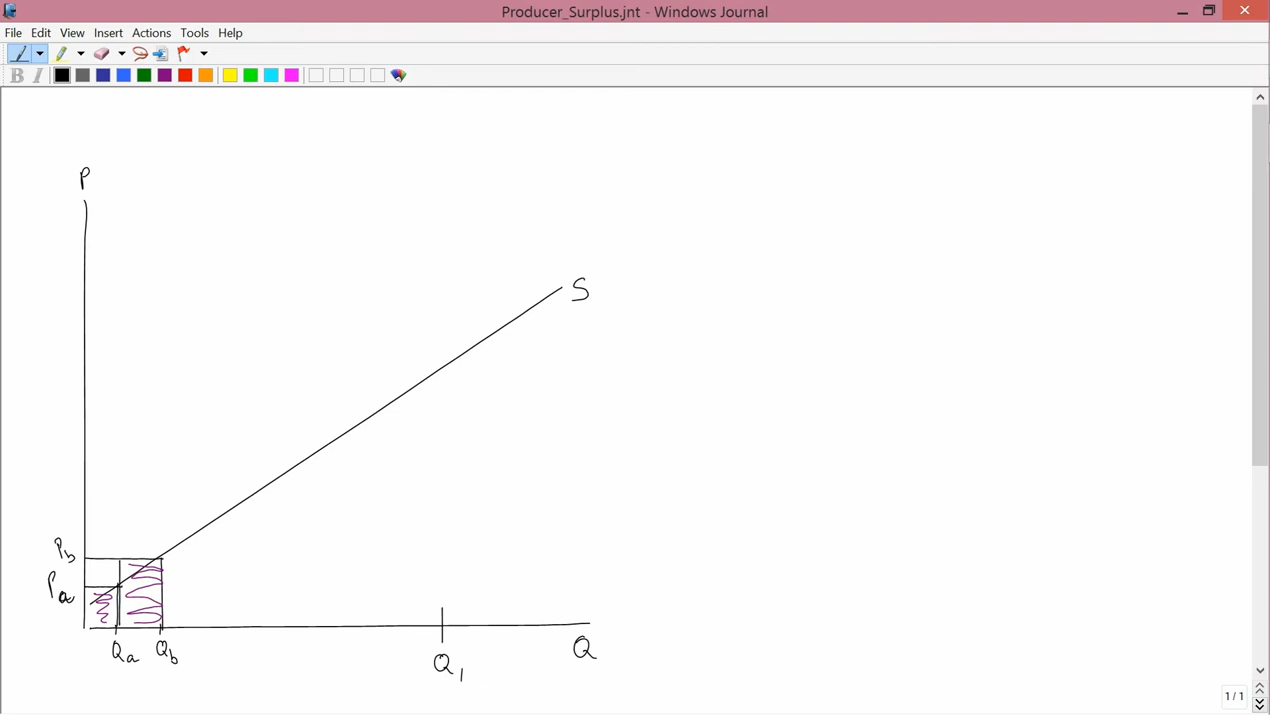 Producer_Surplus.jnt - Windows Journal
File Edit View Insert Actions Tools Help
B I
P
S
Pb
Pa
Qa Qb Q1 Q
1 / 1